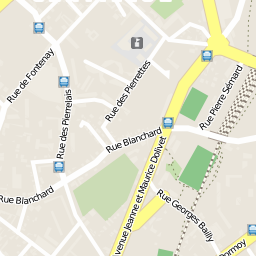 Rue de Fontenay
Rue des Pierrelais
Rue des Pierrettes
Rue Pierre Sémard
Rue Blanchard
Rue Blanchard
venue Jeanne et Maurice Dolivet
Rue Georges Bailly
Dormoy